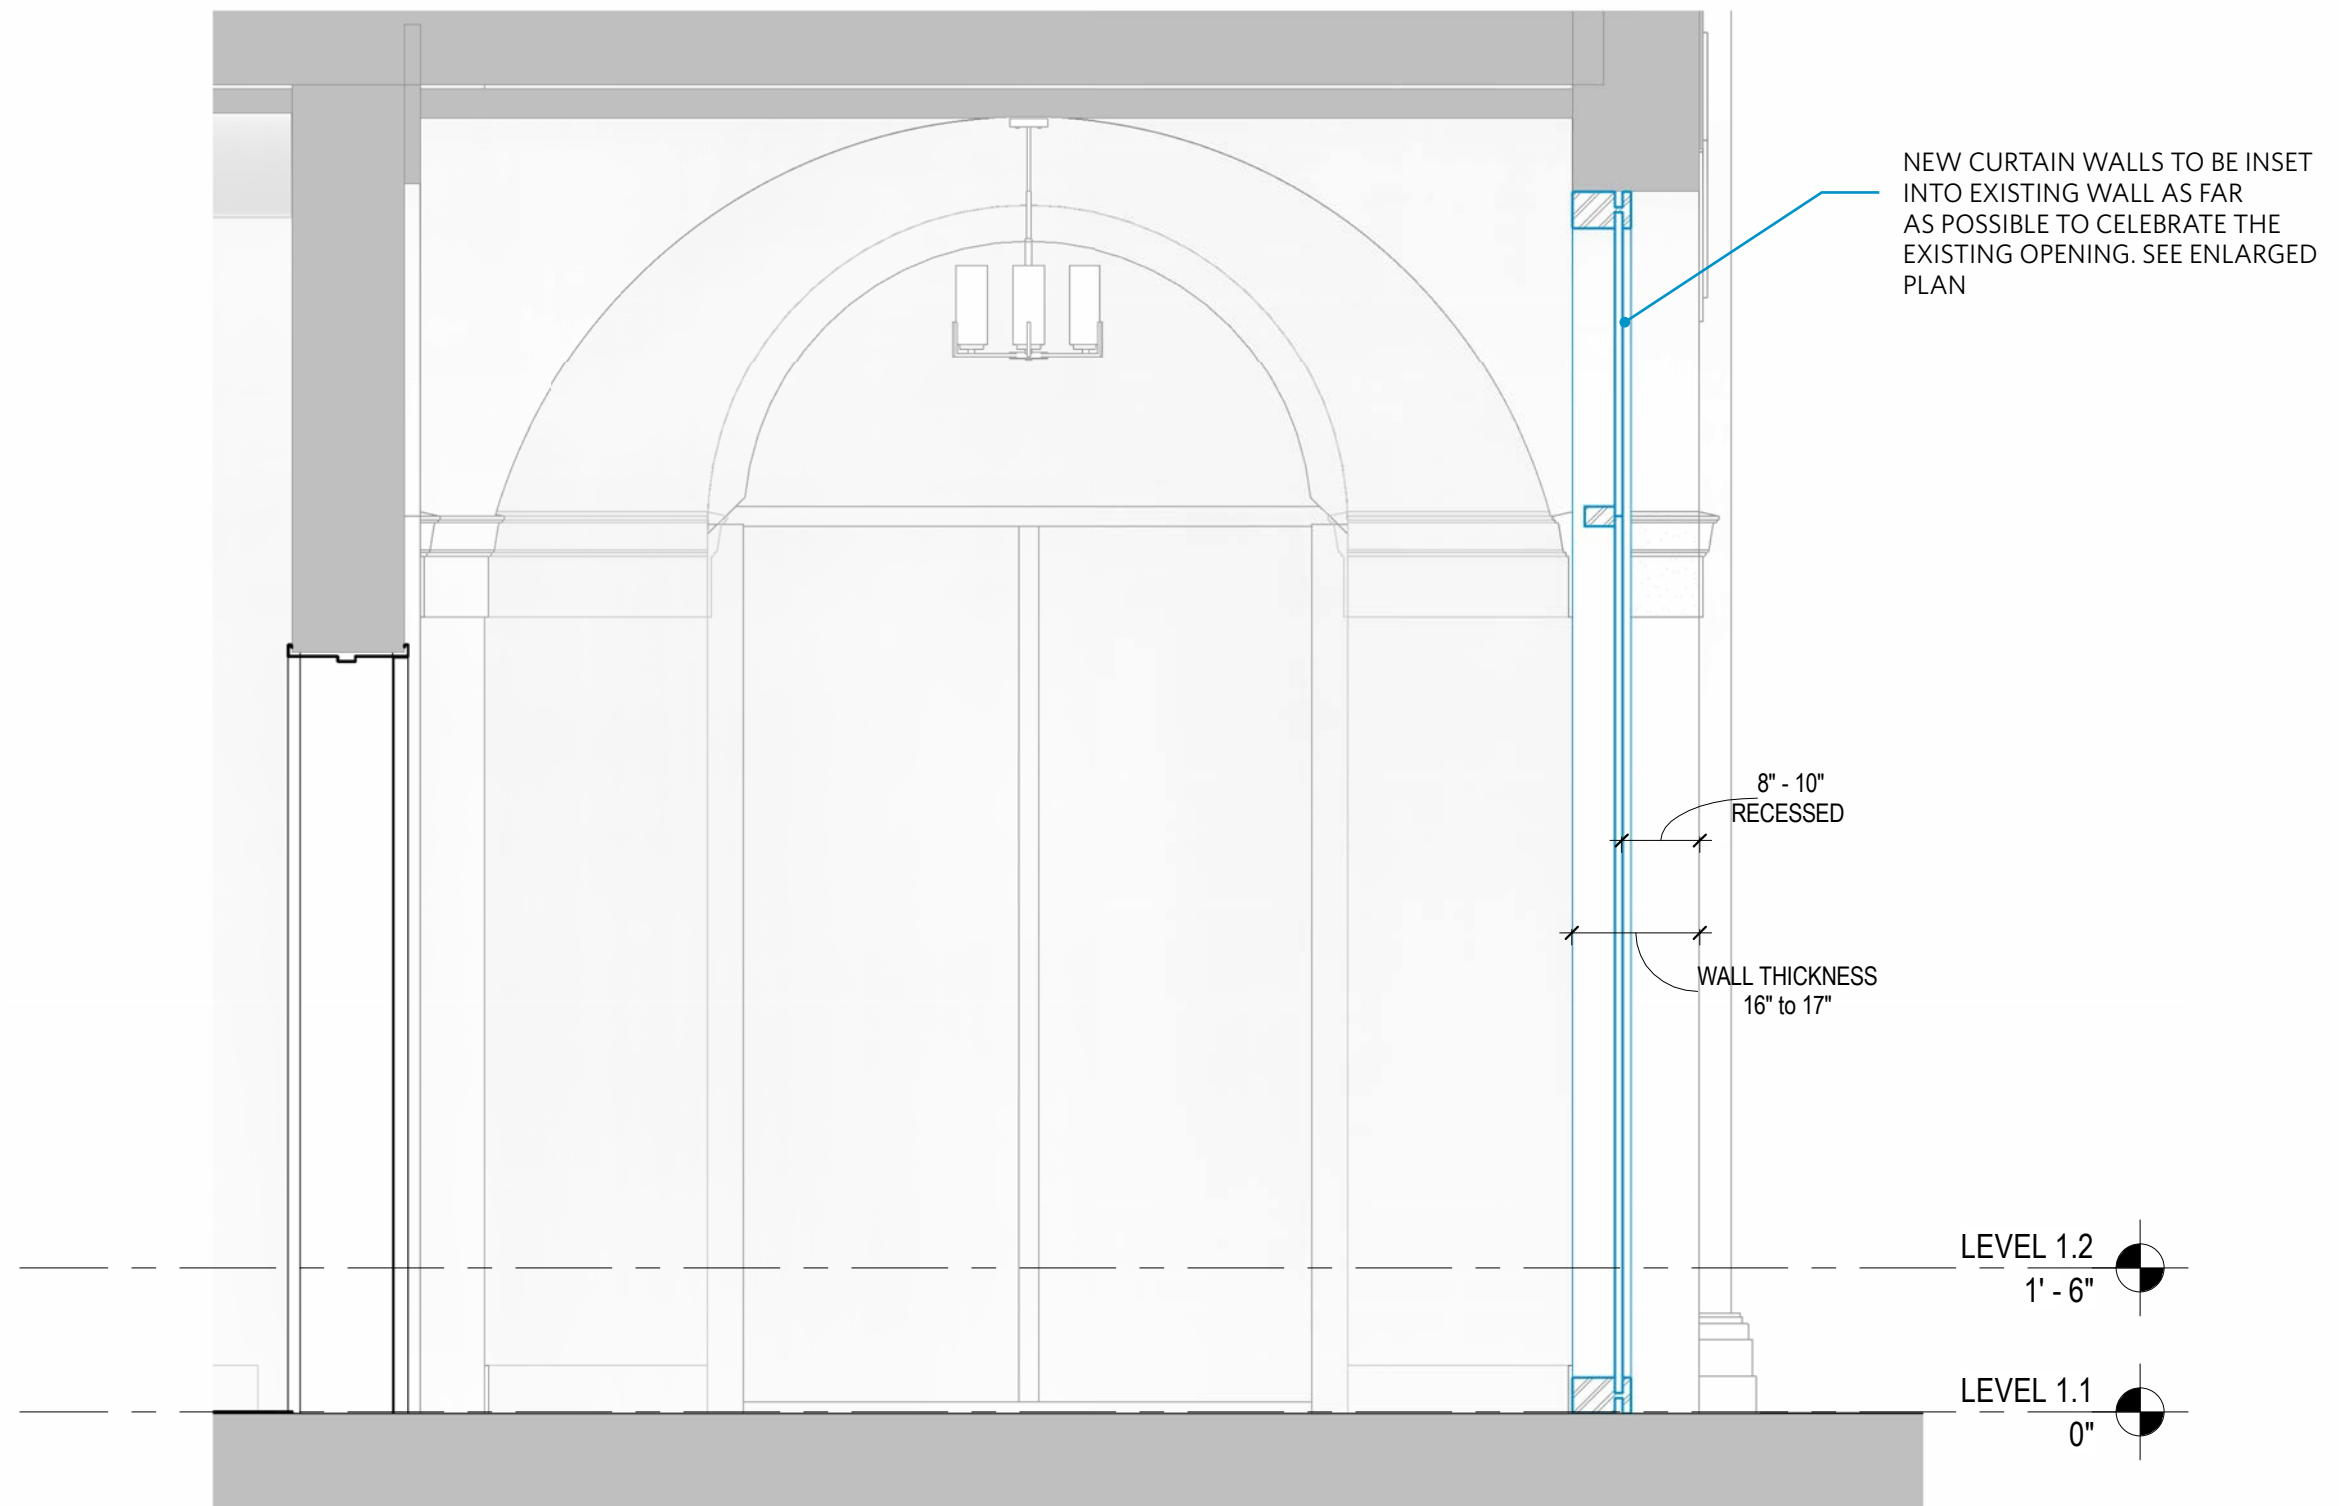 NEW CURTAIN WALLS TO BE INSET
INTO EXISTING WALL AS FAR
AS POSSIBLE TO CELEBRATE THE
EXISTING OPENING. SEE ENLARGED
PLAN
8" - 10"
RECESSED
WALL THICKNESS
16" to 17"
LEVEL 1.2
1' - 6"
LEVEL 1.1
0"